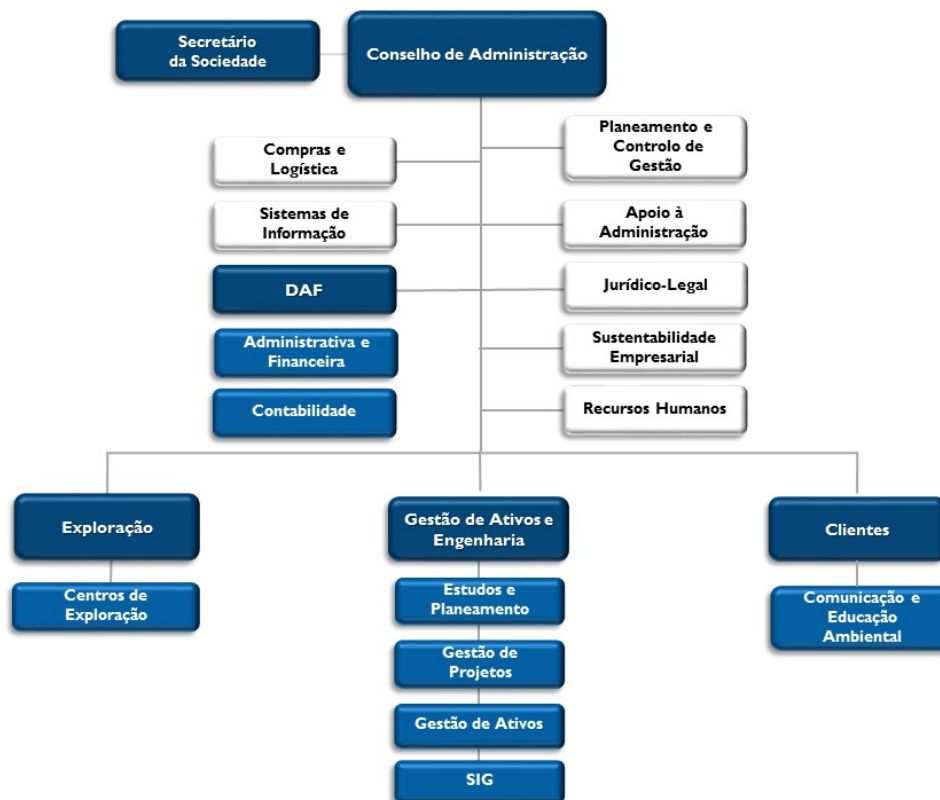 Secretário
da Sociedade
Conselho de Administração
Compras e
Logística
Planeamento e
Controlo de
Gestão
Sistemas de
Informação
Apoio à
Administração
DAF
Jurídico-Legal
Administrativa e
Financeira
Sustentabilidade
Empresarial
Contabilidade
Recursos Humanos
Exploração
Gestão de Ativos e
Engenharia
Clientes
Centros de
Exploração
Estudos e
Planeamento
Comunicação e
Educação
Ambiental
Gestão de
Projetos
Gestão de Ativos
SIG